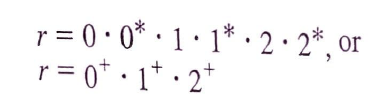 r = 0 · 0* · 1 · 1* · 2 · 2*, or
r = 0⁺ · 1⁺ · 2⁺